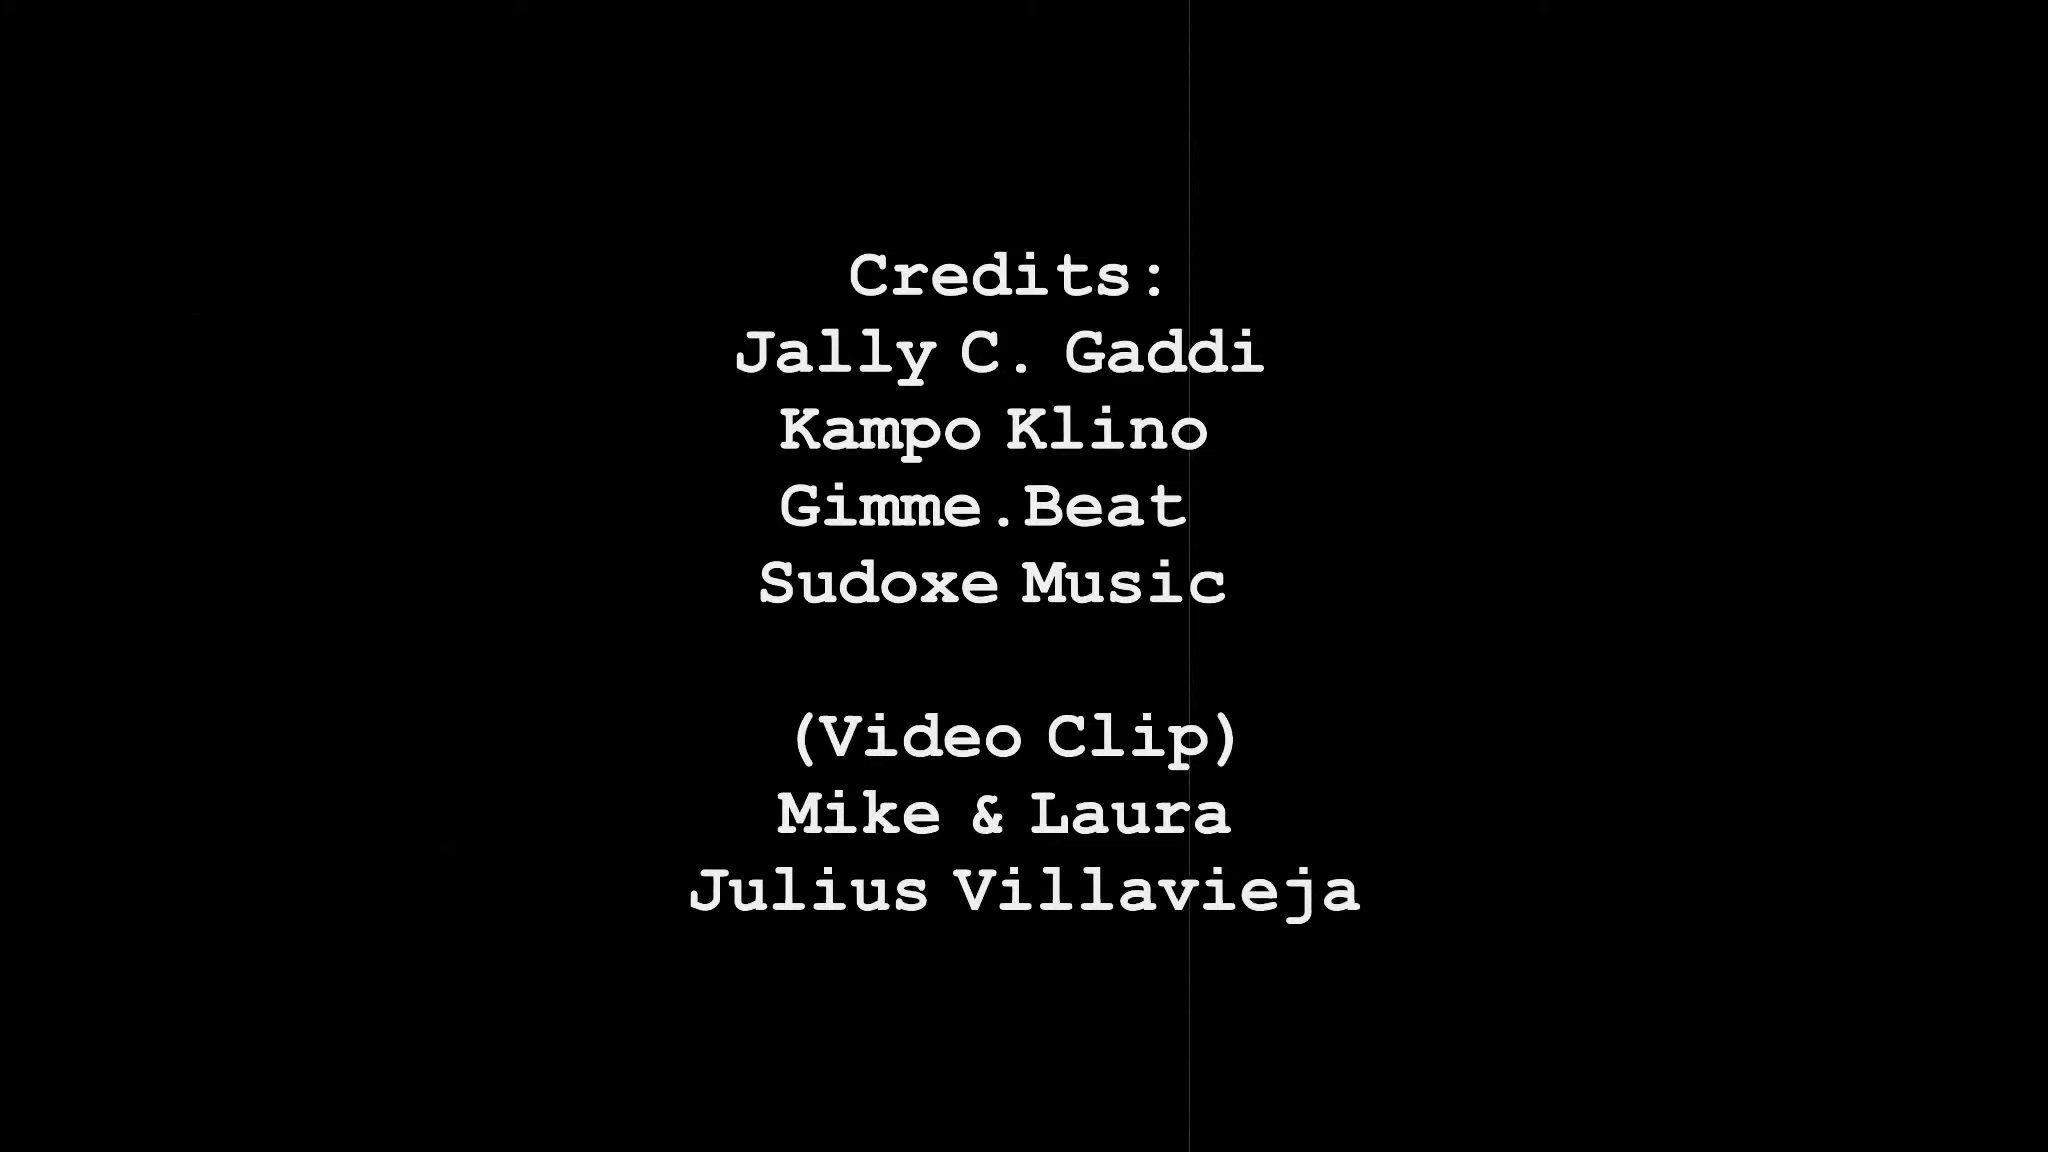 Credits:
Jally C. Gaddi
Kampo Klino
Gimme.Beat
Sudoxe Music
(Video Clip)
Mike & Laura
Julius Villavieja